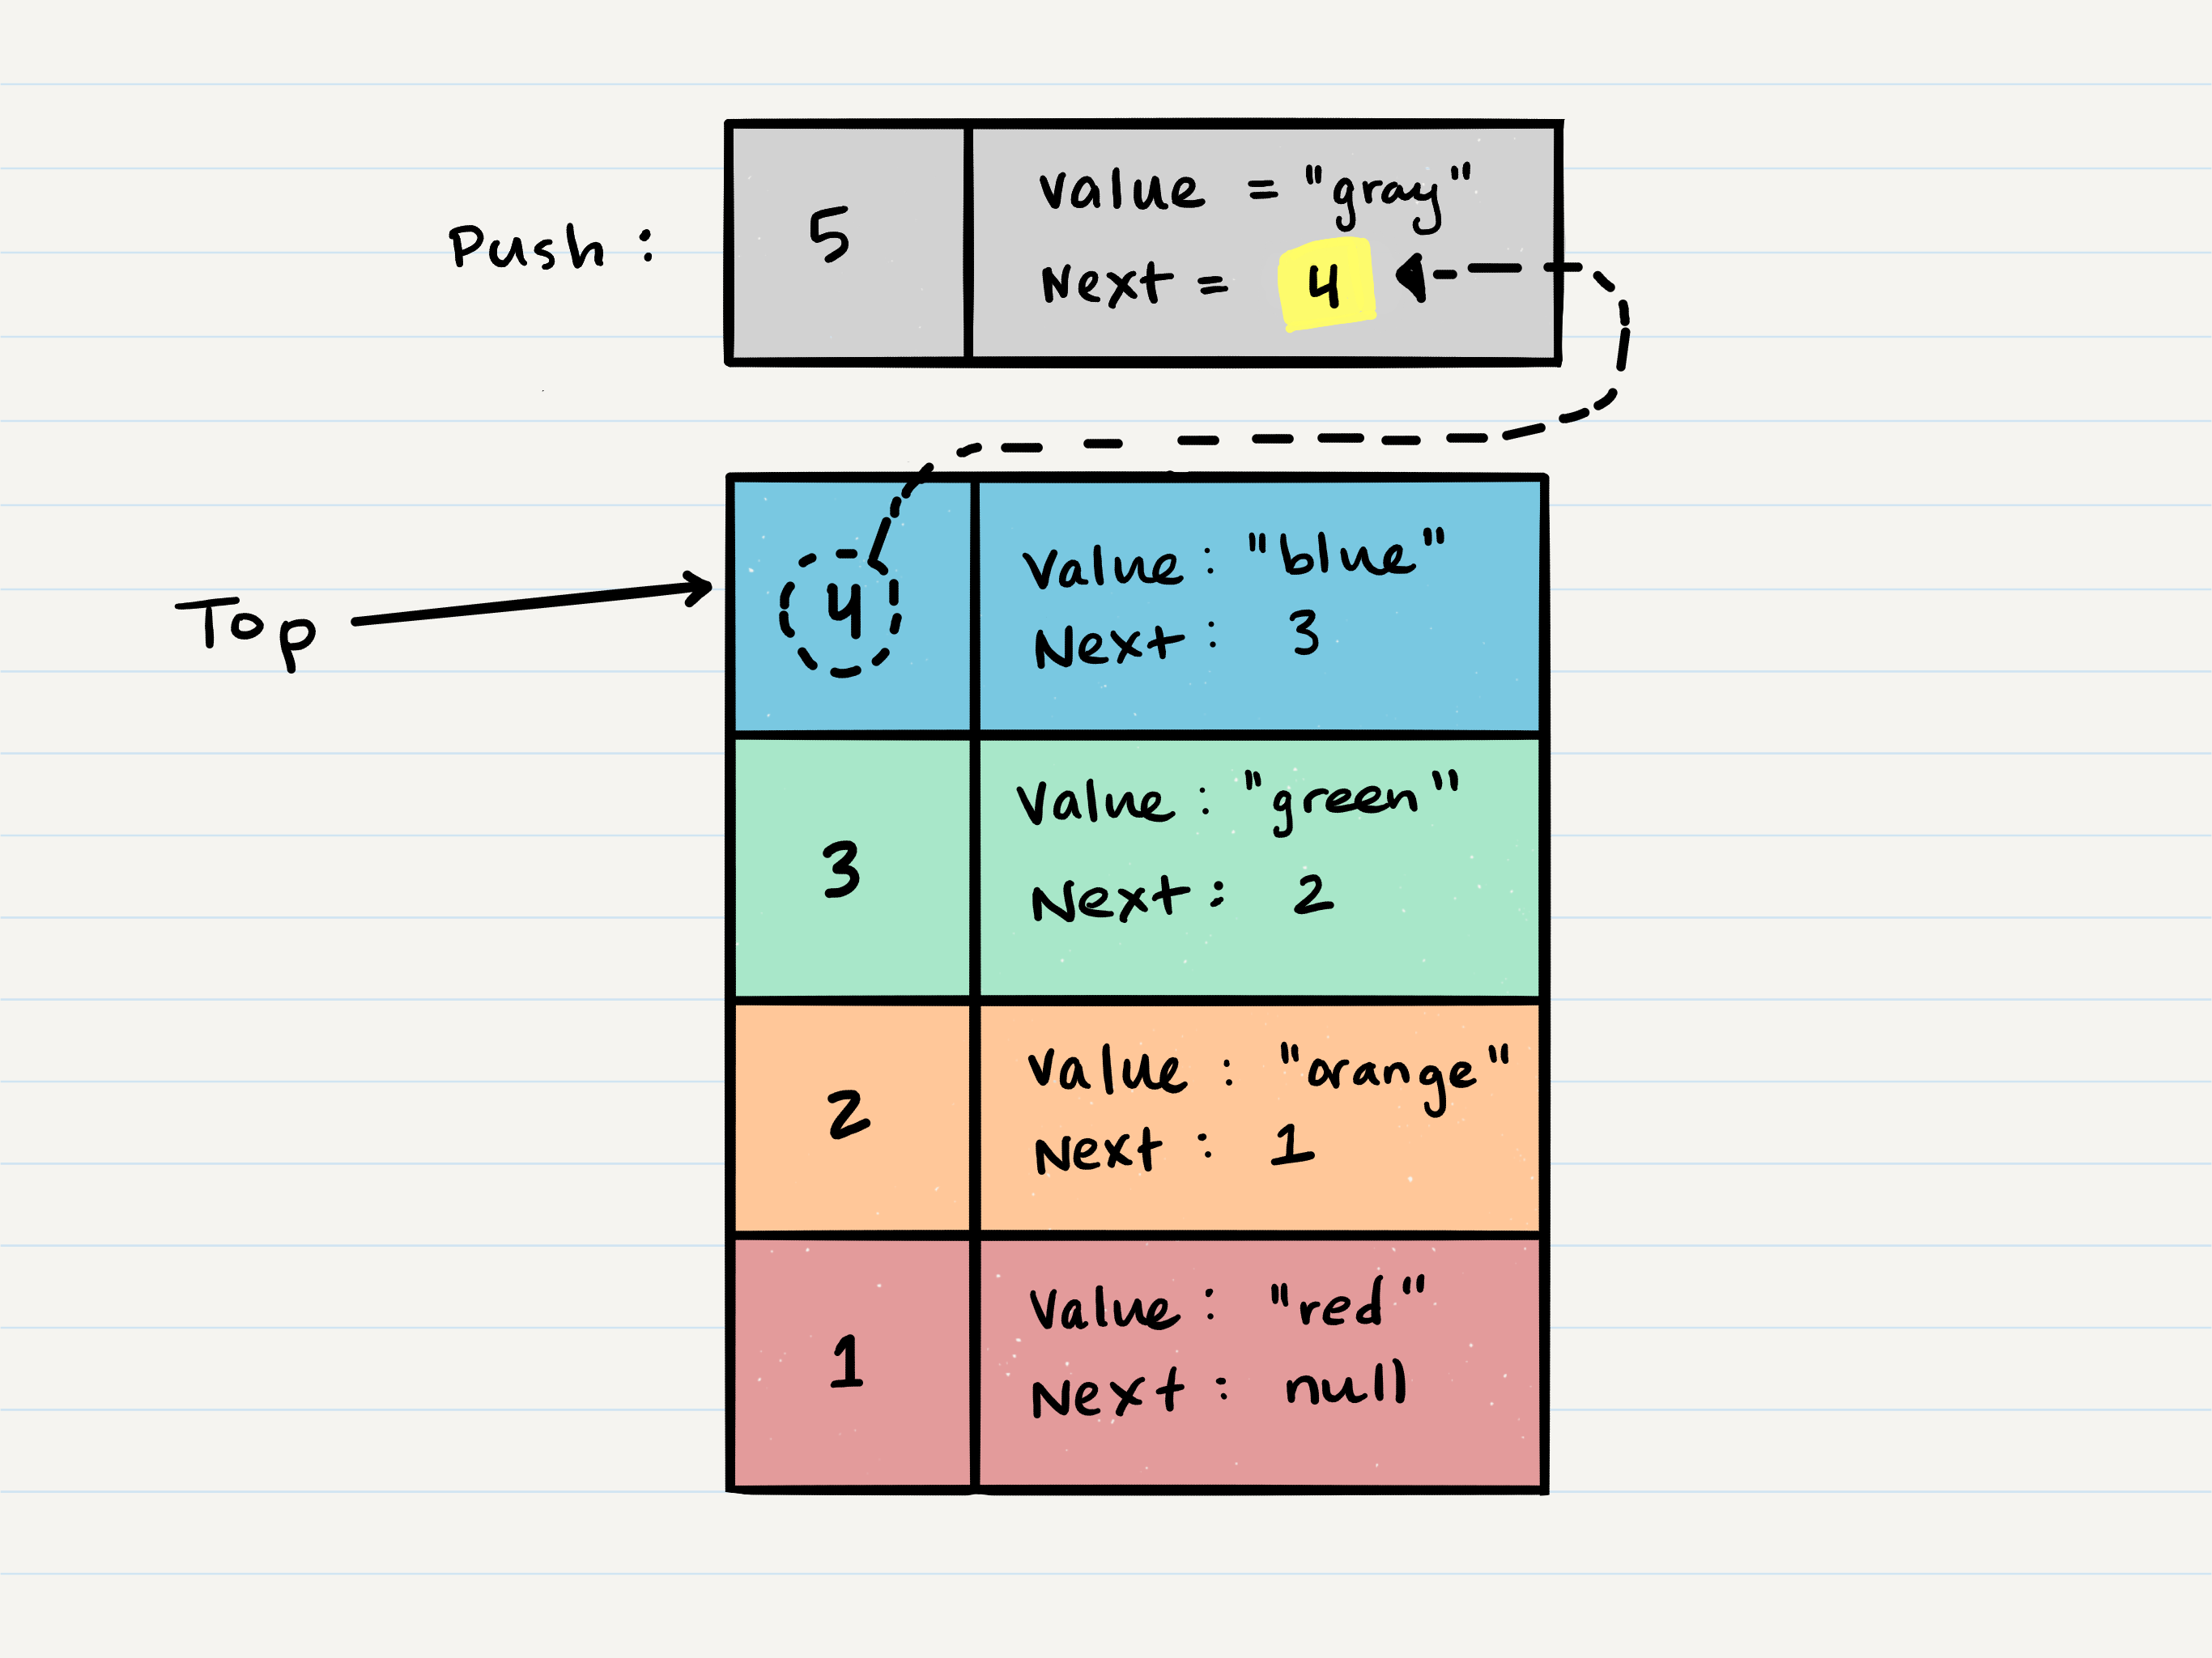 Push :
5
value = "gray"
Next = 4
Top
4
Value : "blue"
Next : 3
3
Value : "green"
Next : 2
2
Value : "orange"
Next : 1
1
Value : "red"
Next : null